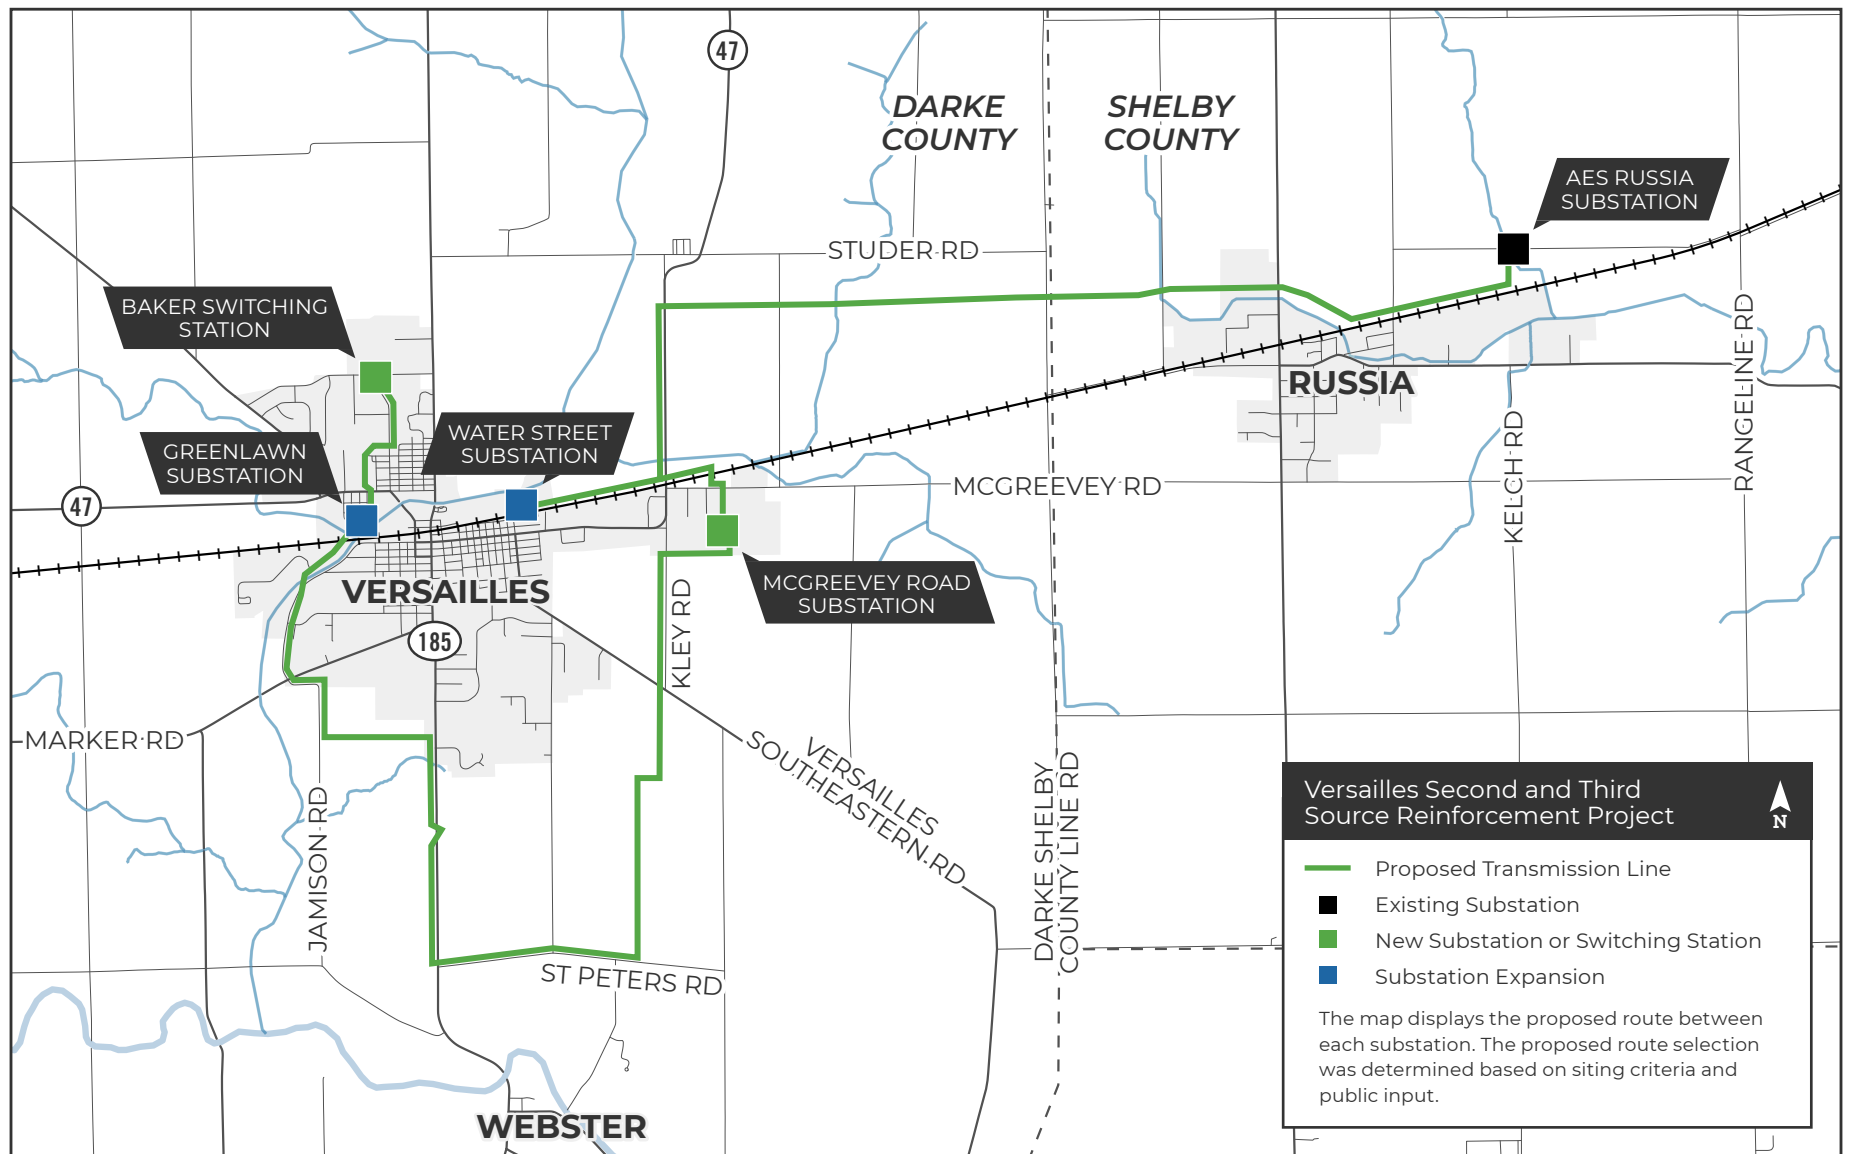 47
DARKE
COUNTY
SHELBY
COUNTY
AES RUSSIA
SUBSTATION
STUDER RD
BAKER SWITCHING
STATION
RUSSIA
RANGELINE RD
WATER STREET
SUBSTATION
GREENLAWN
SUBSTATION
KELCH RD
MCGREEVEY RD
47
VERSAILLES
MCGREEVEY ROAD
SUBSTATION
KLEY RD
185
MARKER RD
VERSAILLES
SOUTHEASTERN RD
DARKE SHELBY
COUNTY LINE RD
JAMISON RD
ST PETERS RD
WEBSTER
Versailles Second and Third
Source Reinforcement Project
N
Proposed Transmission Line
Existing Substation
New Substation or Switching Station
Substation Expansion
The map displays the proposed route between
each substation. The proposed route selection
was determined based on siting criteria and
public input.